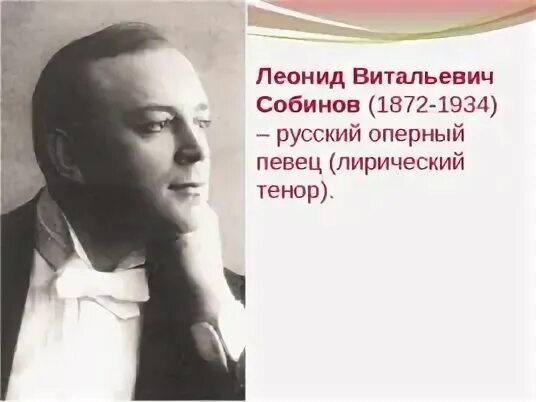 Леонид Витальевич
Собинов (1872-1934)
– русский оперный
певец (лирический
тенор).